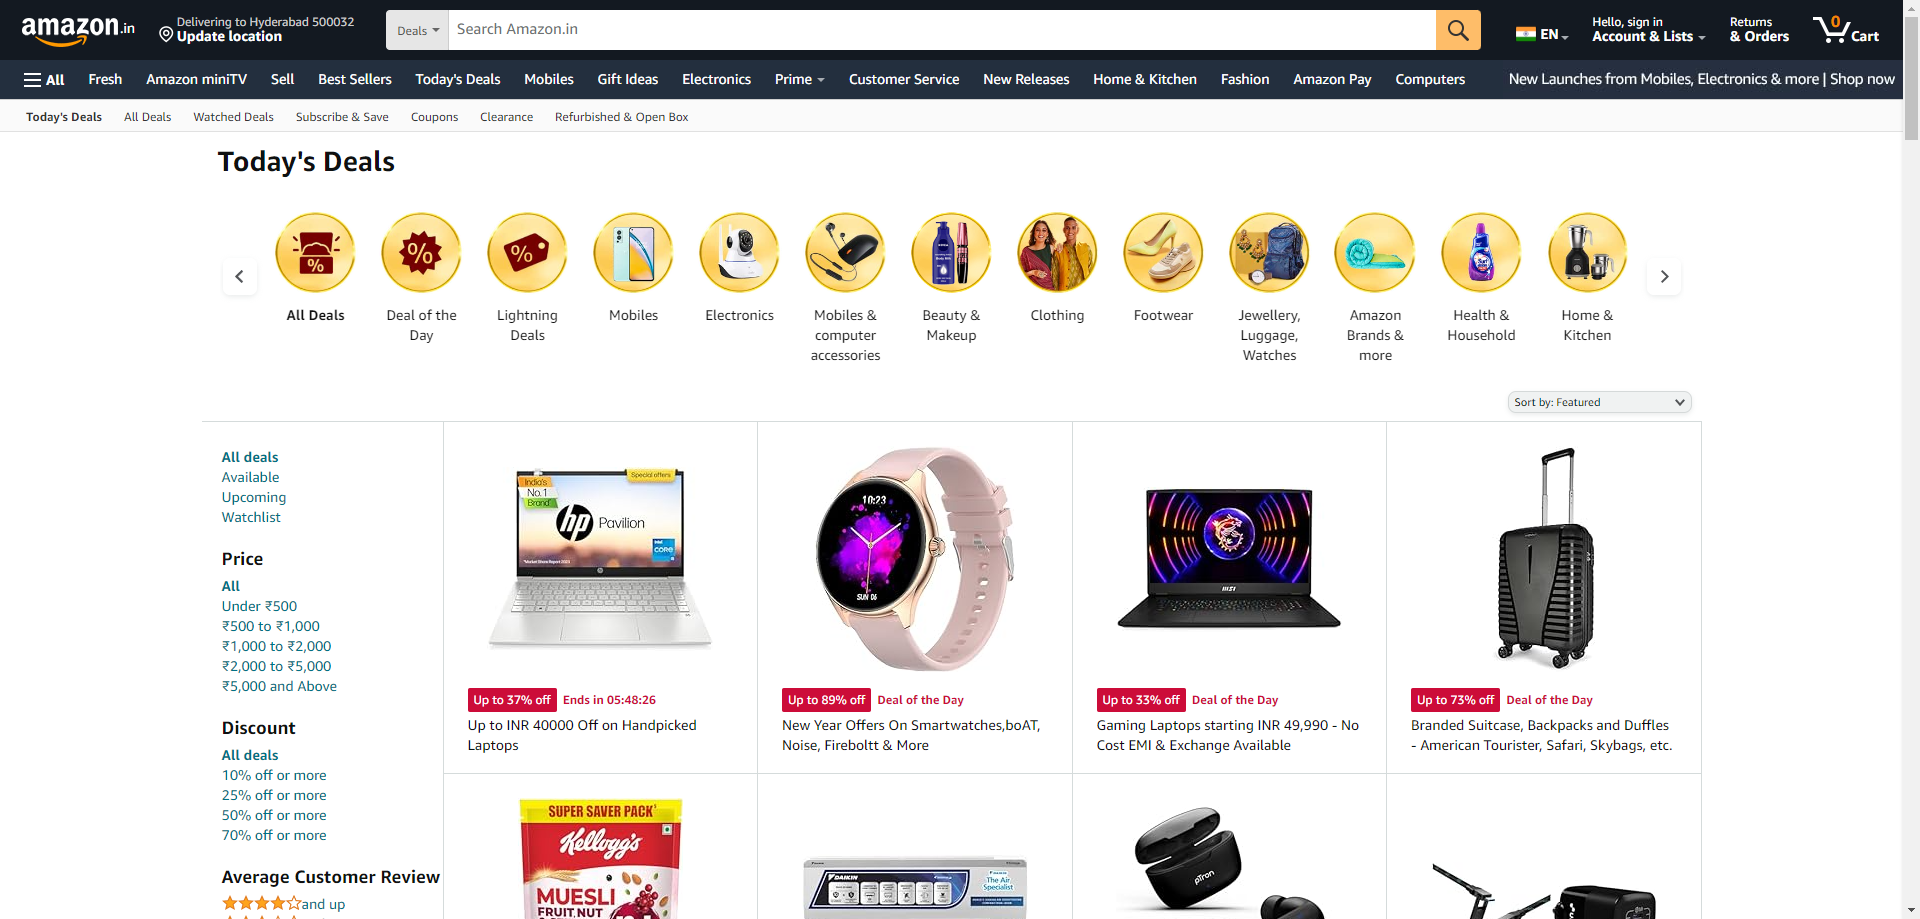 amazon.in
Delivering to Hyderabad 500032
Update location
Deals
Search Amazon.in
EN
Hello, sign in
Account & Lists
Returns
& Orders
0
Cart
All
Fresh
Amazon miniTV
Sell
Best Sellers
Today's Deals
Mobiles
Gift Ideas
Electronics
Prime
Customer Service
New Releases
Home & Kitchen
Fashion
Amazon Pay
Computers
New Launches from Mobiles, Electronics & more | Shop now
Today's Deals
All Deals
Watched Deals
Subscribe & Save
Coupons
Clearance
Refurbished & Open Box
Today's Deals
All Deals
Deal of the
Day
Lightning
Deals
Mobiles
Electronics
Mobiles &
computer
accessories
Beauty &
Makeup
Clothing
Footwear
Jewellery,
Luggage,
Watches
Amazon
Brands &
more
Health &
Household
Home &
Kitchen
Sort by: Featured
All deals
Available
Upcoming
Watchlist
Price
All
Under ₹500
₹500 to ₹1,000
₹1,000 to ₹2,000
₹2,000 to ₹5,000
₹5,000 and Above
Discount
All deals
10% off or more
25% off or more
50% off or more
70% off or more
Average Customer Review
and up
Special offers
India's
No.1
Brand*
hp
Pavilion
intel
CORE
Up to 37% off
Ends in 05:48:26
Up to INR 40000 Off on Handpicked
Laptops
10:23
SUN 06
Up to 89% off
Deal of the Day
New Year Offers On Smartwatches,boAT,
Noise, Fireboltt & More
msi
Up to 33% off
Deal of the Day
Gaming Laptops starting INR 49,990 - No
Cost EMI & Exchange Available
Up to 73% off
Deal of the Day
Branded Suitcase, Backpacks and Duffles
- American Tourister, Safari, Skybags, etc.
SUPER SAVER PACK
Kellogg's
MUESLI
FRUIT, NUT
DAIKIN
The Air
Specialist
pTron